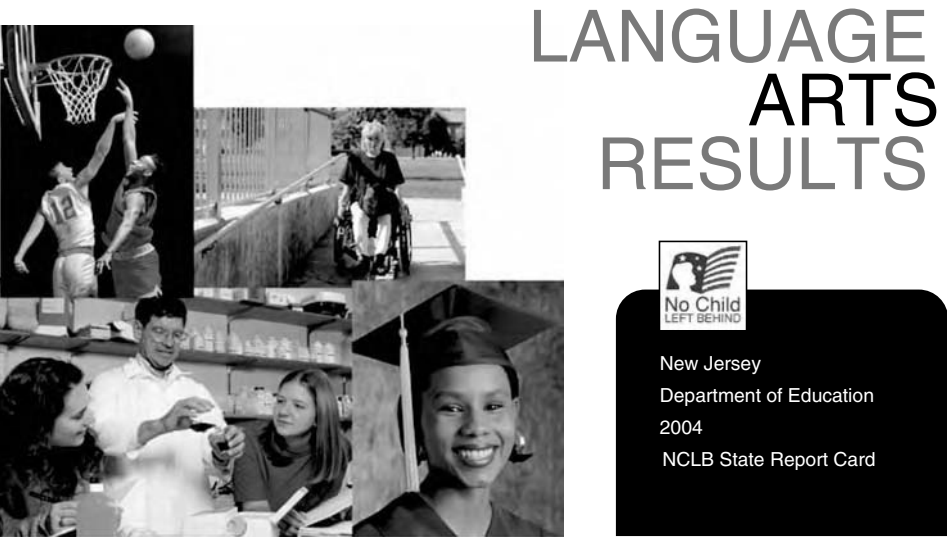 LANGUAGE
ARTS
RESULTS
12
No Child
LEFT BEHIND
New Jersey
Department of Education
2004
NCLB State Report Card